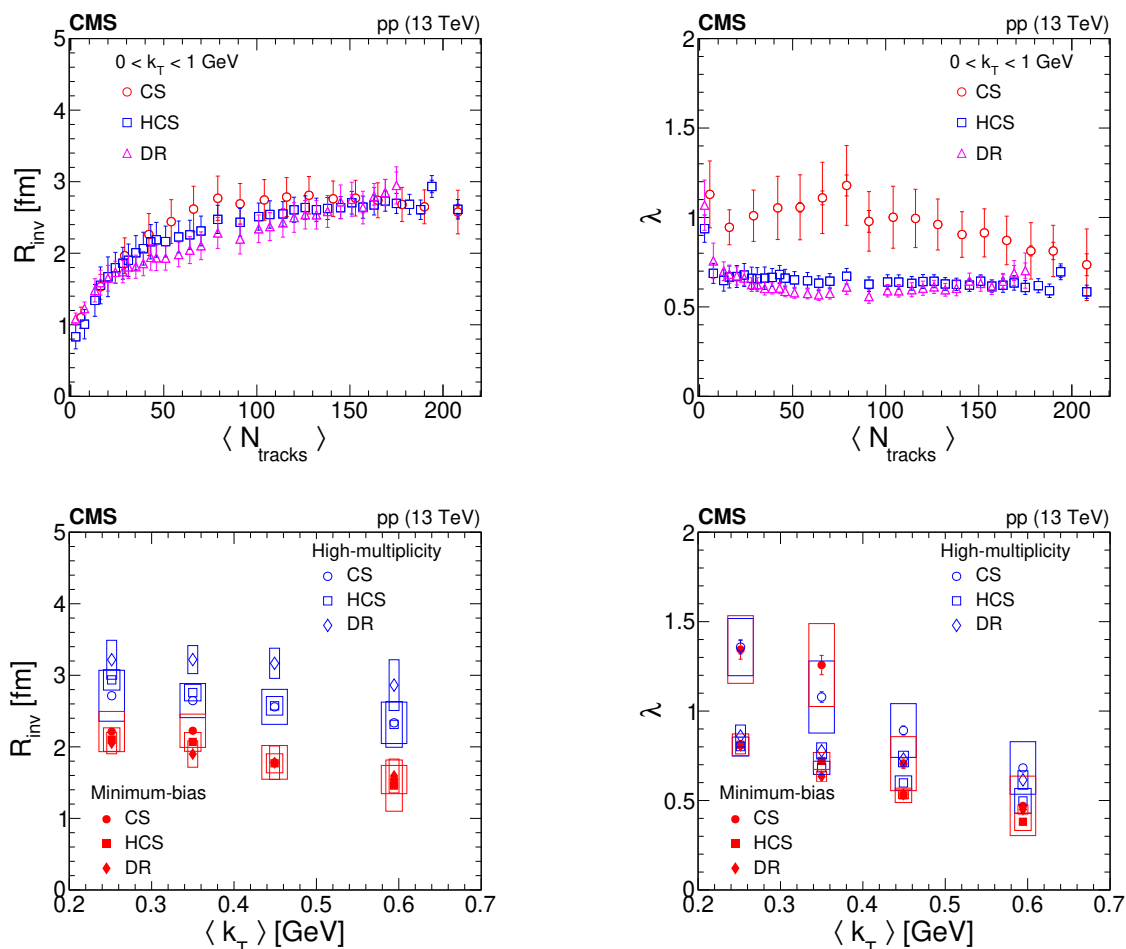 CMS pp (13 TeV)
0 < k_T < 1 GeV
CS
HCS
DR
R_inv [fm]
5
4
3
2
1
0
0 50 100 150 200
⟨ N_tracks ⟩
CMS pp (13 TeV)
0 < k_T < 1 GeV
CS
HCS
DR
λ
2
1.5
1
0.5
0
0 50 100 150 200
⟨ N_tracks ⟩
CMS pp (13 TeV)
High-multiplicity
CS
HCS
DR
R_inv [fm]
5
4
3
2
1
0
Minimum-bias
CS
HCS
DR
0.2 0.3 0.4 0.5 0.6 0.7
⟨ k_T ⟩ [GeV]
CMS pp (13 TeV)
High-multiplicity
CS
HCS
DR
λ
2
1.5
1
0.5
0
Minimum-bias
CS
HCS
DR
0.2 0.3 0.4 0.5 0.6 0.7
⟨ k_T ⟩ [GeV]